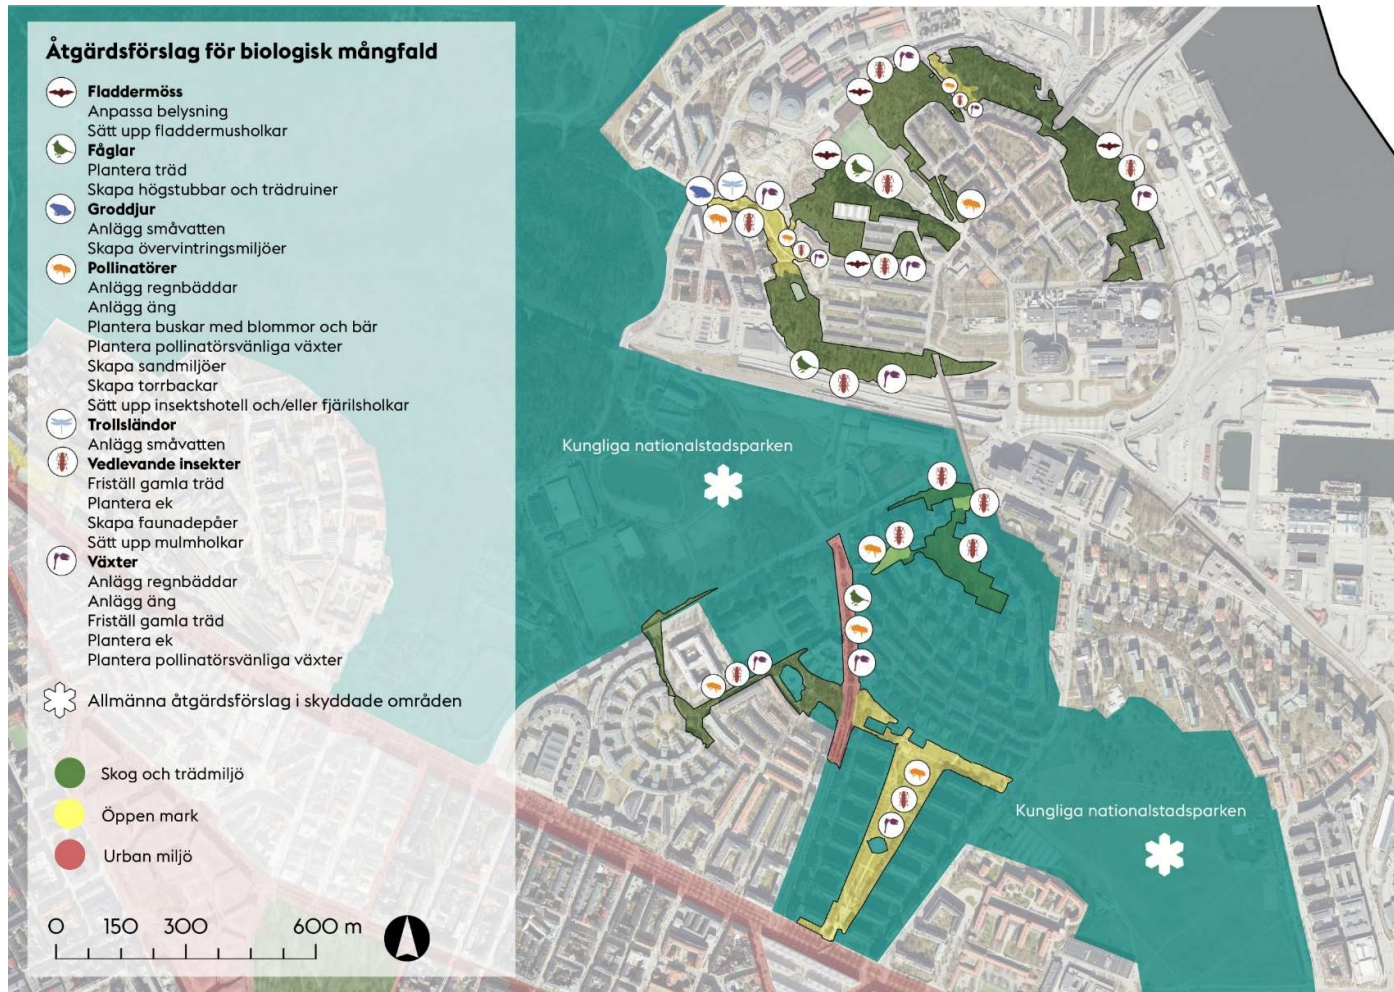 Åtgärdsförslag för biologisk mångfald
Fladdermöss
Anpassa belysning
Sätt upp fladdermusholkar
Fåglar
Plantera träd
Skapa högstubbar och trädruiner
Groddjur
Anlägg småvatten
Skapa övervintringsmiljöer
Pollinatörer
Anlägg regnbäddar
Anlägg äng
Plantera buskar med blommor och bär
Plantera pollinatörsvänliga växter
Skapa sandmiljöer
Skapa torrbackar
Sätt upp insektshotell och/eller fjärilsholkar
Trollsländor
Anlägg småvatten
Vedlevande insekter
Friställ gamla träd
Plantera ek
Skapa faunadepåer
Sätt upp mulmholkar
Växter
Anlägg regnbäddar
Anlägg äng
Friställ gamla träd
Plantera ek
Plantera pollinatörsvänliga växter
Allmänna åtgärdsförslag i skyddade områden
Skog och trädmiljö
Öppen mark
Urban miljö
0 150 300 600 m
Kungliga nationalstadsparken
Kungliga nationalstadsparken